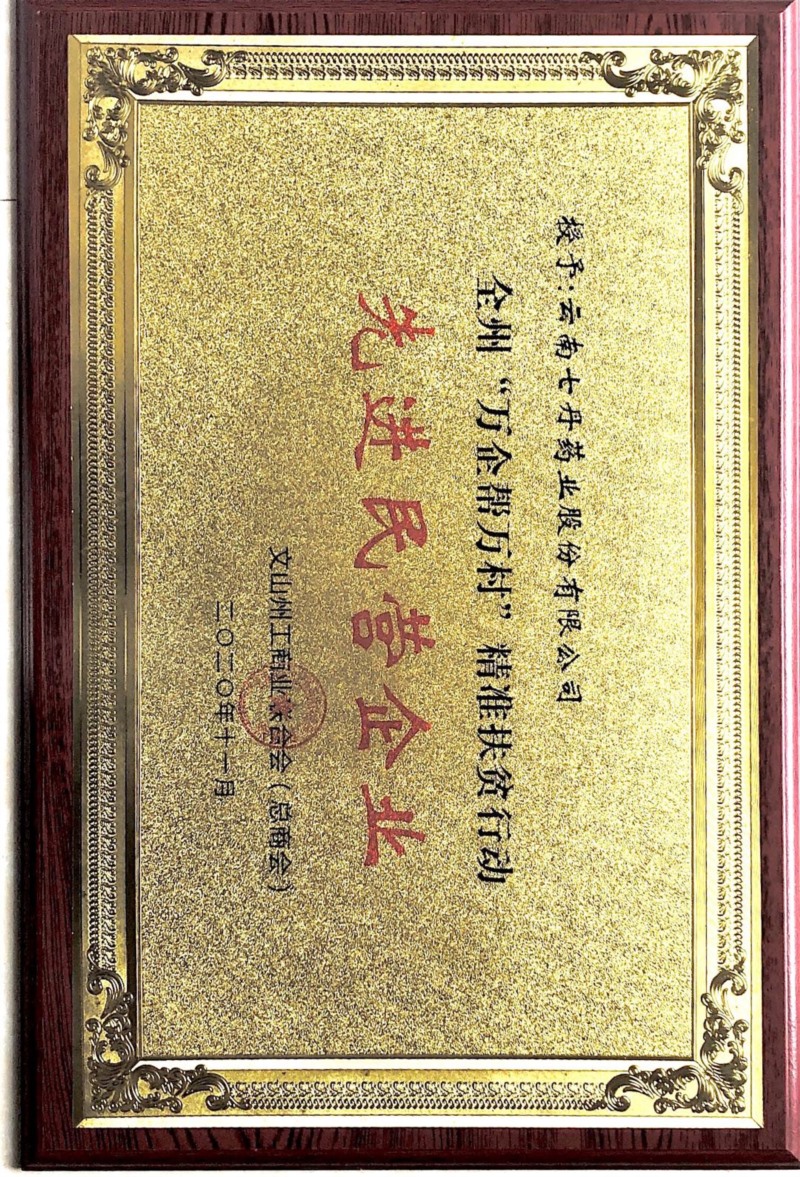 授予:云南七丹药业股份有限公司
全州“万企帮万村”精准扶贫行动
先进民营企业
文山州工商业联合会(总商会)
二〇二〇年十一月